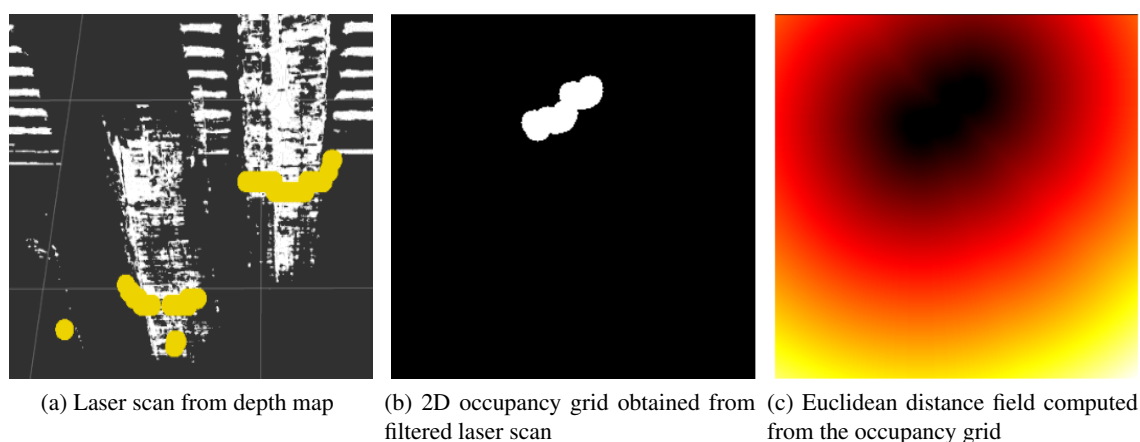 (a) Laser scan from depth map
(b) 2D occupancy grid obtained from
filtered laser scan
(c) Euclidean distance field computed
from the occupancy grid